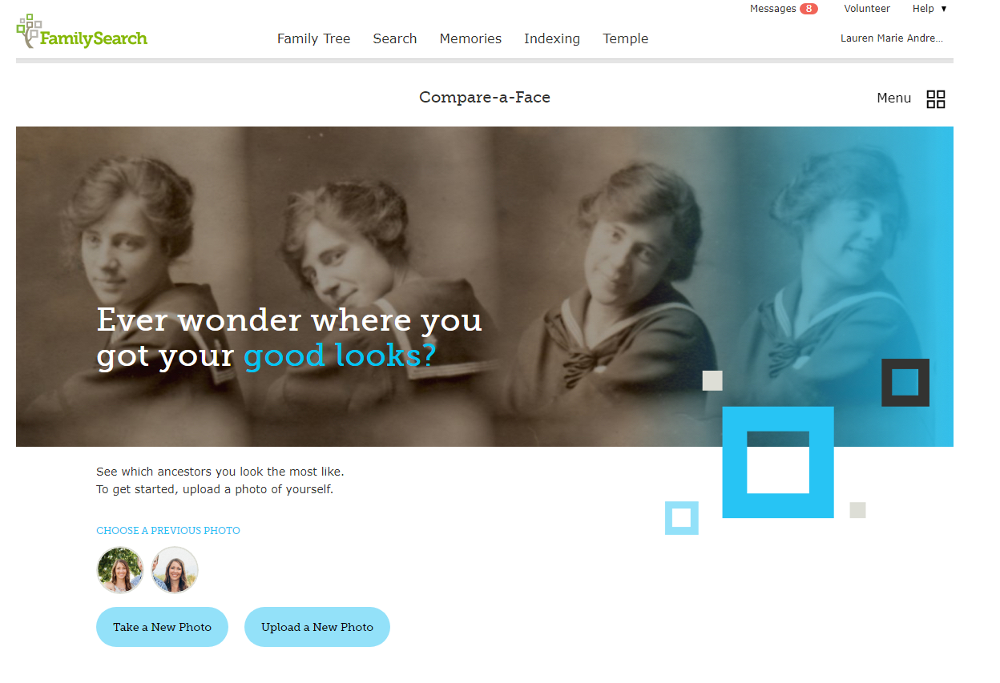 Messages 8 Volunteer Help ▼
FamilySearch
Family Tree Search Memories Indexing Temple
Lauren Marie Andre...
Compare-a-Face
Menu
Ever wonder where you
got your good looks?
See which ancestors you look the most like.
To get started, upload a photo of yourself.
CHOOSE A PREVIOUS PHOTO
Take a New Photo
Upload a New Photo